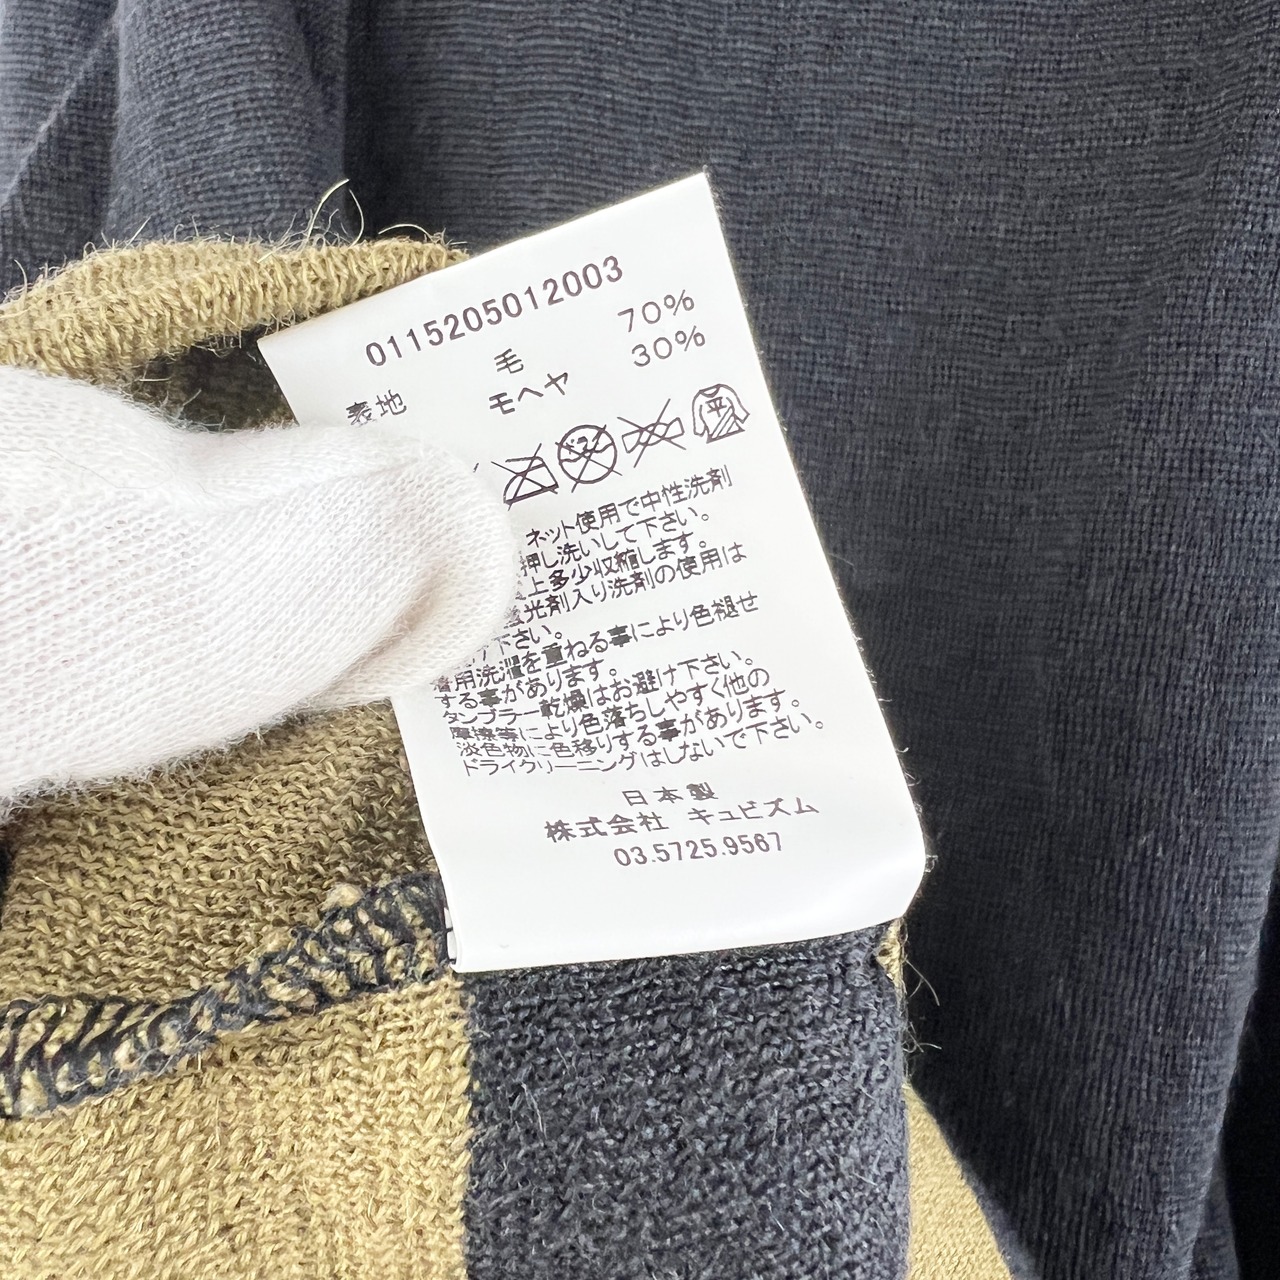 0115205012003
表地 毛 70%
モヘヤ 30%
平
ネット使用で中性洗剤
押し洗いして下さい。
上多少収縮します。
光剤入り洗剤の使用は
下さい。
着用洗濯を重ねる事により色褪せ
する事があります。
タンブラー乾燥はお避け下さい。
摩擦等により色落ちしやすく他の
淡色物に色移りする事があります。
ドライクリーニングはしないで下さい。
日本製
株式会社 キュビズム
03.5725.9567